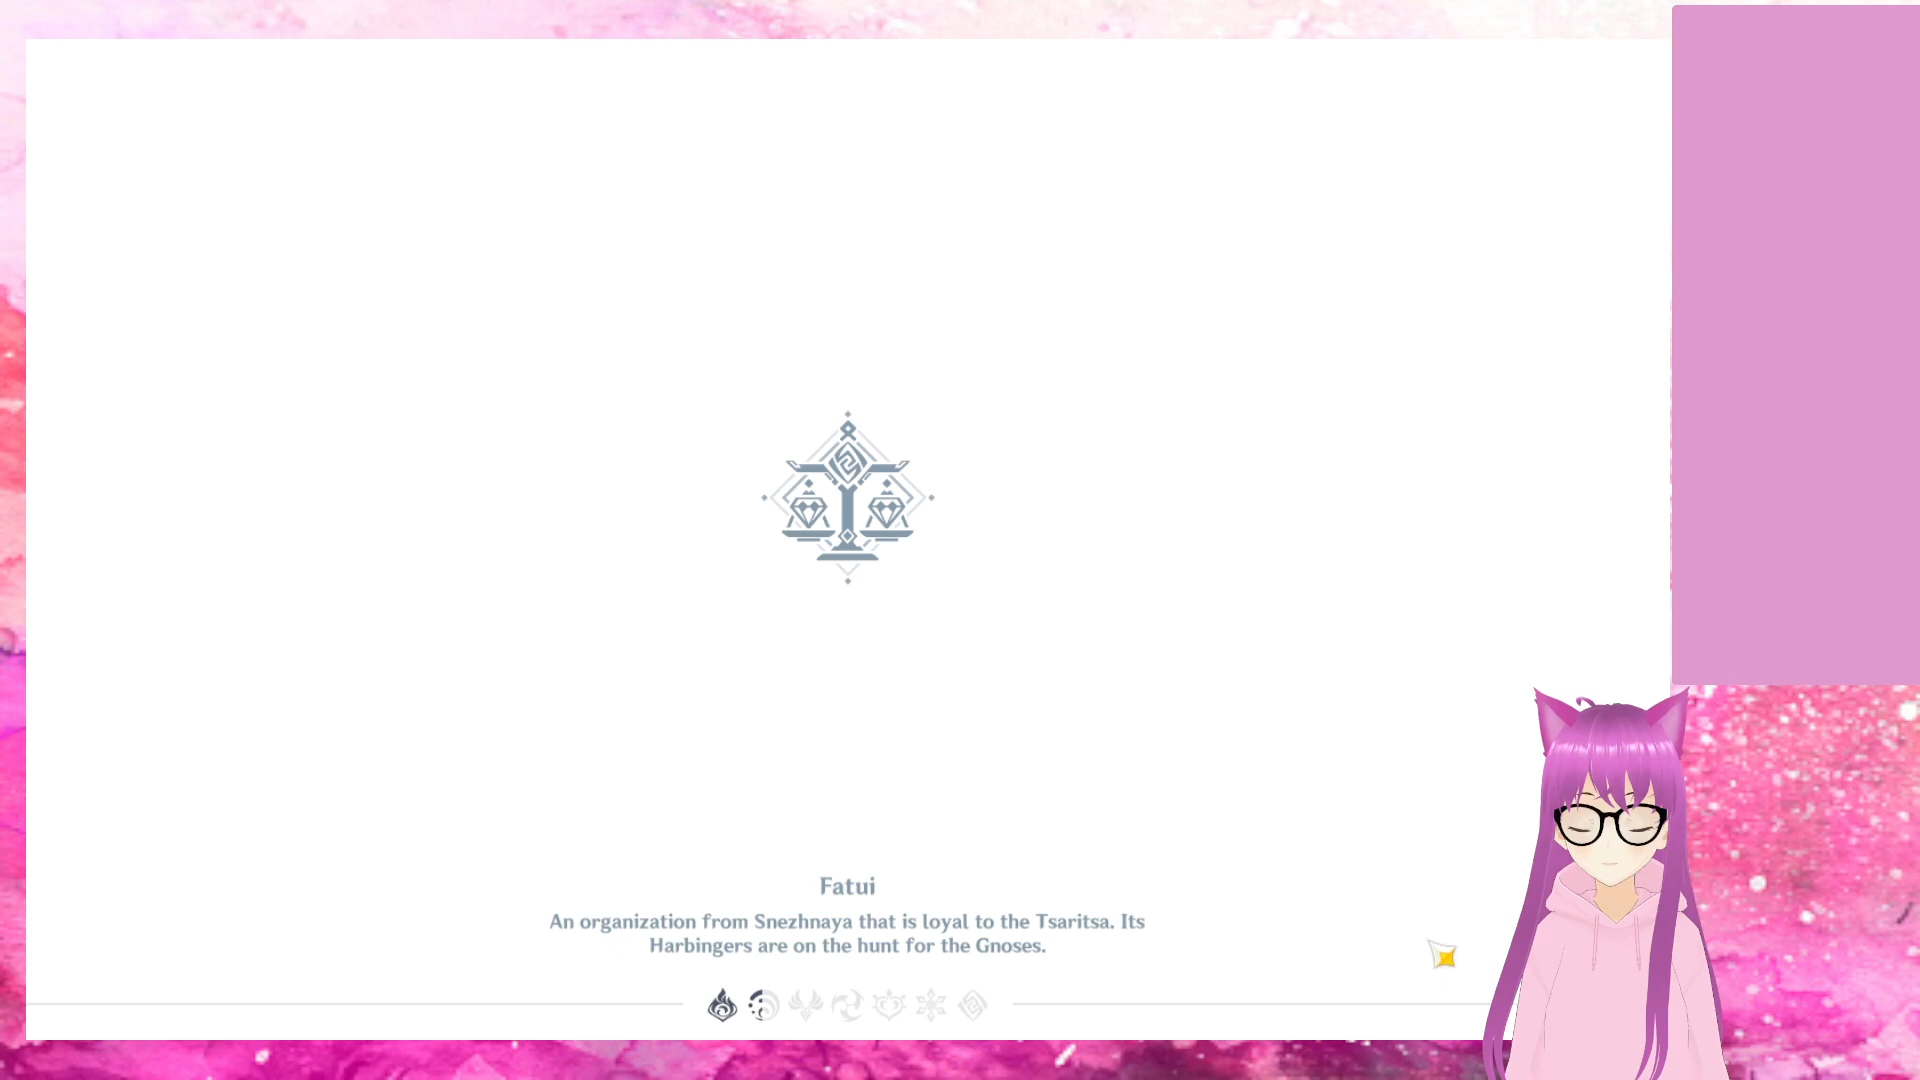 Fatui
An organization from Snezhnaya that is loyal to the Tsaritsa. Its
Harbingers are on the hunt for the Gnoses.